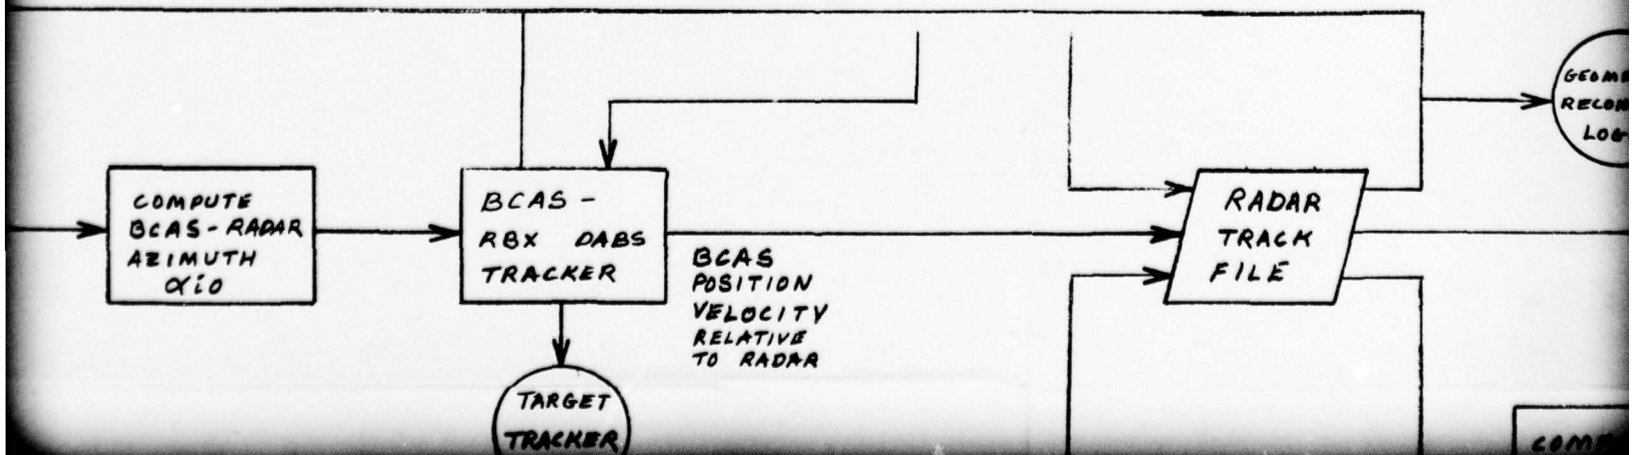 COMPUTE
BCAS-RADAR
AZIMUTH
αio
BCAS -
RBX DABS
TRACKER
BCAS
POSITION
VELOCITY
RELATIVE
TO RADAR
TARGET
TRACKER
RADAR
TRACK
FILE